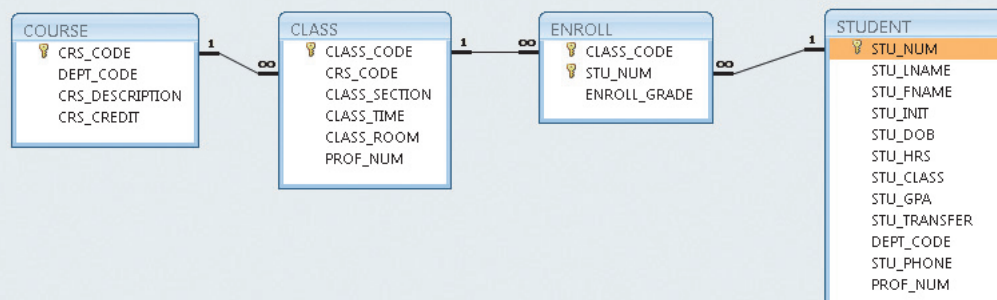 COURSE
CRS_CODE
DEPT_CODE
CRS_DESCRIPTION
CRS_CREDIT
1
∞
CLASS
CLASS_CODE
CRS_CODE
CLASS_SECTION
CLASS_TIME
CLASS_ROOM
PROF_NUM
1
∞
ENROLL
CLASS_CODE
STU_NUM
ENROLL_GRADE
∞
1
STUDENT
STU_NUM
STU_LNAME
STU_FNAME
STU_INIT
STU_DOB
STU_HRS
STU_CLASS
STU_GPA
STU_TRANSFER
DEPT_CODE
STU_PHONE
PROF_NUM